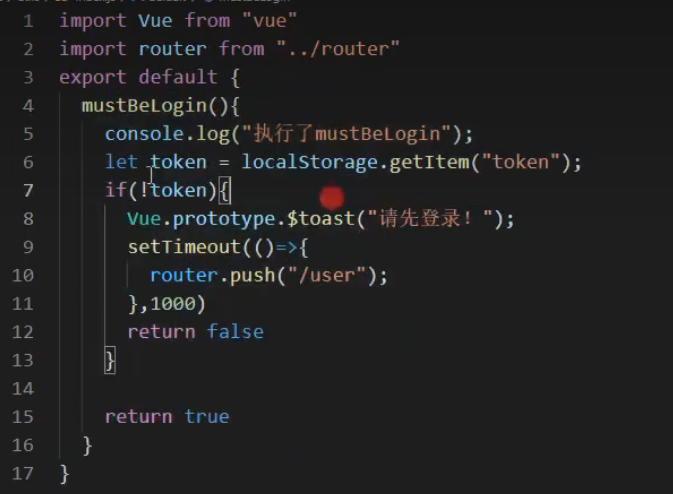 1 import Vue from "vue"
2 import router from "../router"
3 export default {
4 mustBeLogin(){
5 console.log("执行了mustBeLogin");
6 let token = localStorage.getItem("token");
7 if(!token){
8 Vue.prototype.$toast("请先登录！");
9 setTimeout(()=>{
10 router.push("/user");
11 },1000)
12 return false
13 }
14
15 return true
16 }
17 }